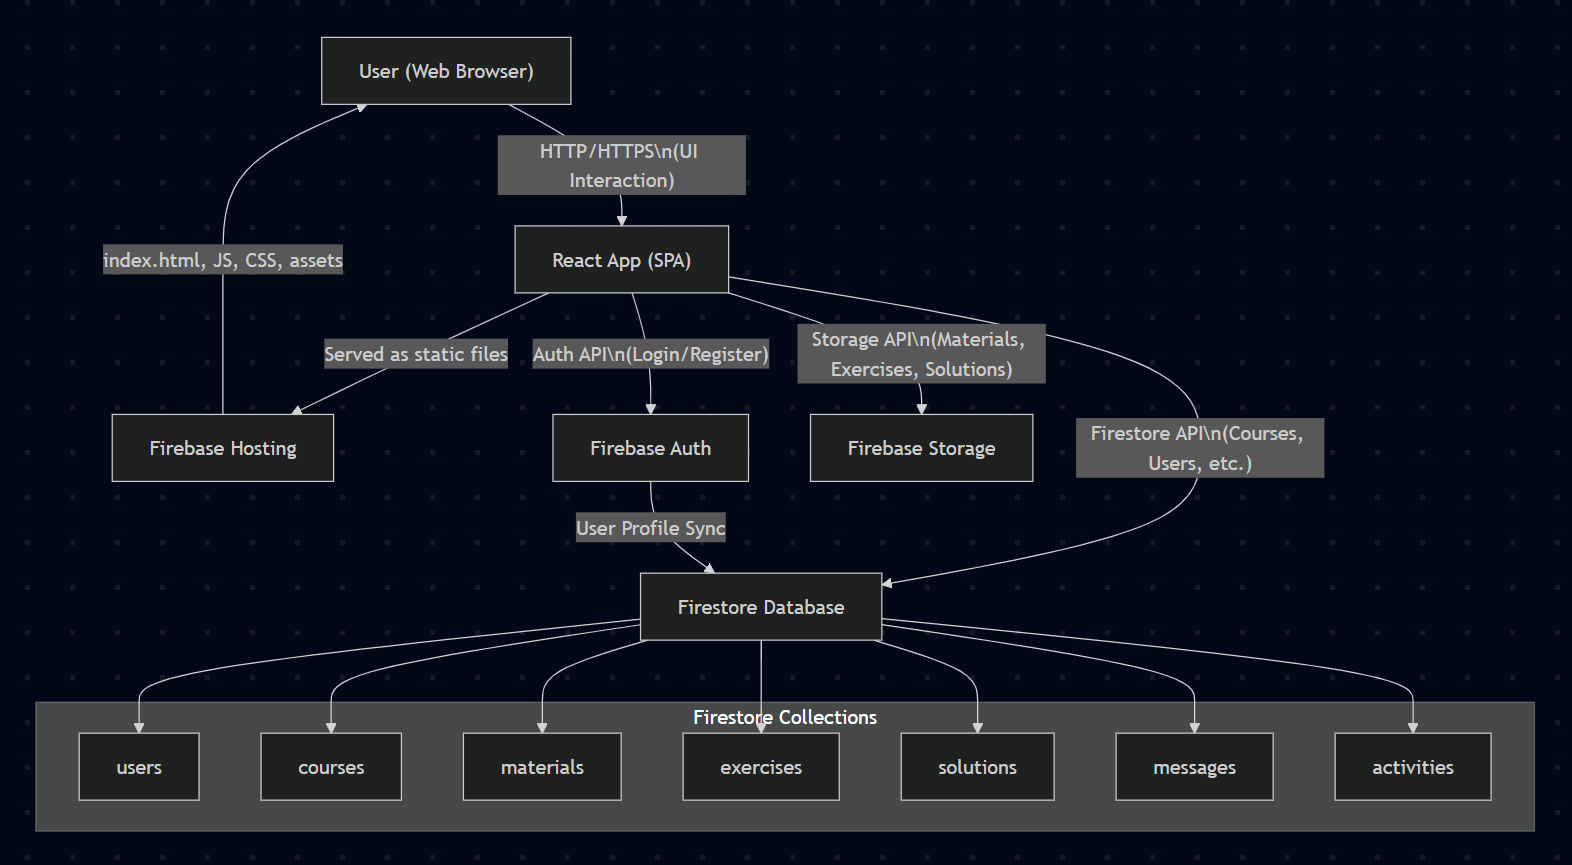 User (Web Browser)
HTTP/HTTPS\n(UI
Interaction)
index.html, JS, CSS, assets
React App (SPA)
Served as static files
Auth API\n(Login/Register)
Storage API\n(Materials,
Exercises, Solutions)
Firestore API\n(Courses,
Users, etc.)
Firebase Hosting
Firebase Auth
Firebase Storage
User Profile Sync
Firestore Database
Firestore Collections
users
courses
materials
exercises
solutions
messages
activities